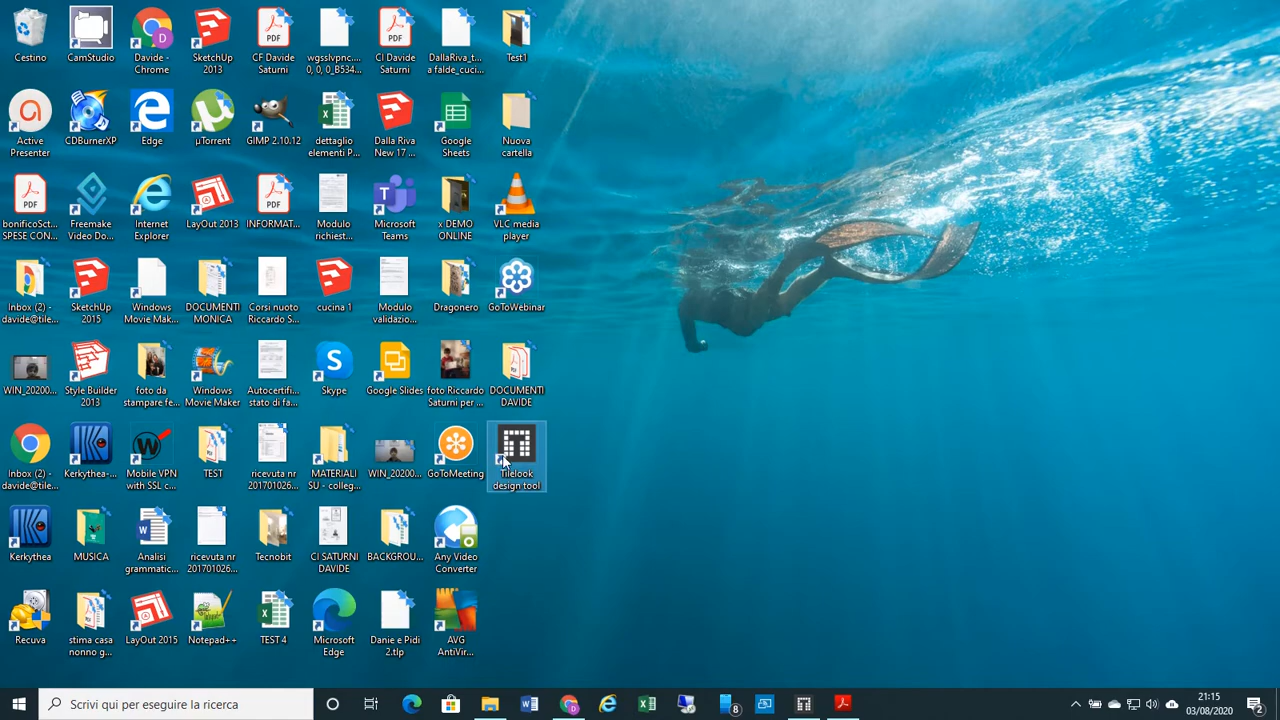 Cestino
CamStudio
Davide -
Chrome
SketchUp
2013
CF Davide
Saturni
wgsslvpnc....
0, 0, 0_B534...
CI Davide
Saturni
DallaRiva_t...
a falde_cuci...
Test1
Active
Presenter
CDBurnerXP
Edge
µTorrent
GIMP 2.10.12
dettaglio
elementi P...
Dalla Riva
New 17 ...
Google
Sheets
Nuova
cartella
bonificoSct...
SPESE CON...
Freemake
Video Do...
Internet
Explorer
LayOut 2013
INFORMAT...
Modulo
richiest...
Microsoft
Teams
x DEMO
ONLINE
VLC media
player
Inbox (2) -
davide@tile...
SketchUp
2015
Windows
Movie Mak...
DOCUMENTI
MONICA
Corsi nuoto
Riccardo S...
cucina 1
Modulo
validazio...
Dragonero
GoToWebinar
WIN_20200...
Style Builder
2013
foto da
stampare fe...
Windows
Movie Maker
Autocertifi...
stato di fa...
Skype
Google Slides
foto Riccardo
Saturni per ...
DOCUMENTI
DAVIDE
Inbox (2) -
davide@tile...
Kerkythea-...
Mobile VPN
with SSL c...
TEST
ricevuta nr
201701026...
MATERIALI
SU - colleg...
WIN_20200...
GoToMeeting
Tilelook
design tool
Kerkythea
MUSICA
Analisi
grammatic...
ricevuta nr
201701026...
Tecnobit
CI SATURNI
DAVIDE
BACKGROU...
Any Video
Converter
Recuva
stima casa
nonno g...
LayOut 2015
Notepad++
TEST 4
Microsoft
Edge
Danie e Pidi
2.tlp
AVG
AntiVir...
Scrivi qui per eseguire la ricerca
8
21:15
03/08/2020
2